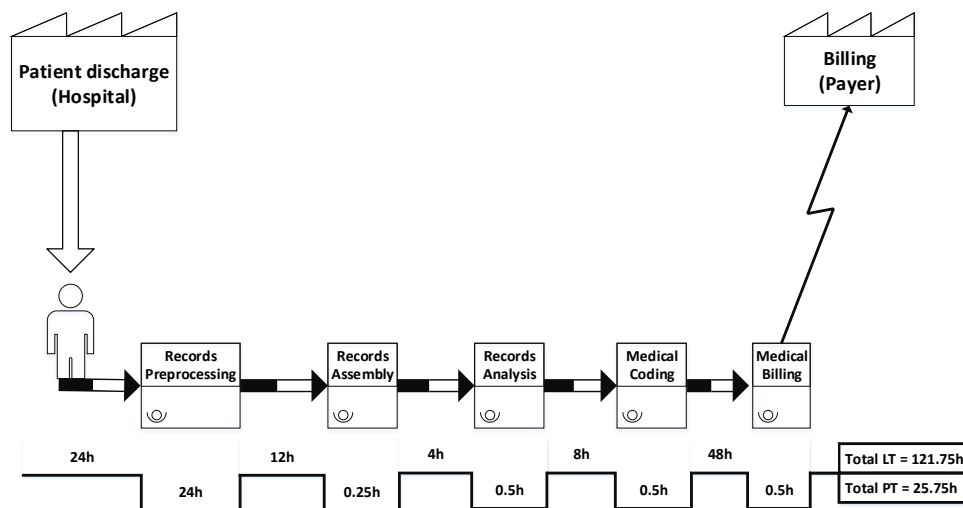 Patient discharge
(Hospital)
Billing
(Payer)
Records
Preprocessing
Records
Assembly
Records
Analysis
Medical
Coding
Medical
Billing
24h
12h
4h
8h
48h
Total LT = 121.75h
24h
0.25h
0.5h
0.5h
0.5h
Total PT = 25.75h